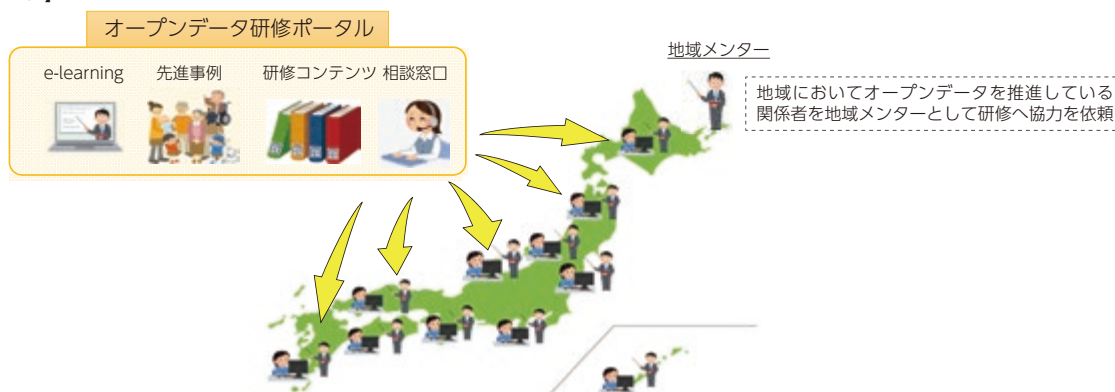 オープンデータ研修ポータル
e-learning 先進事例 研修コンテンツ 相談窓口
地域メンター
地域においてオープンデータを推進している
関係者を地域メンターとして研修へ協力を依頼